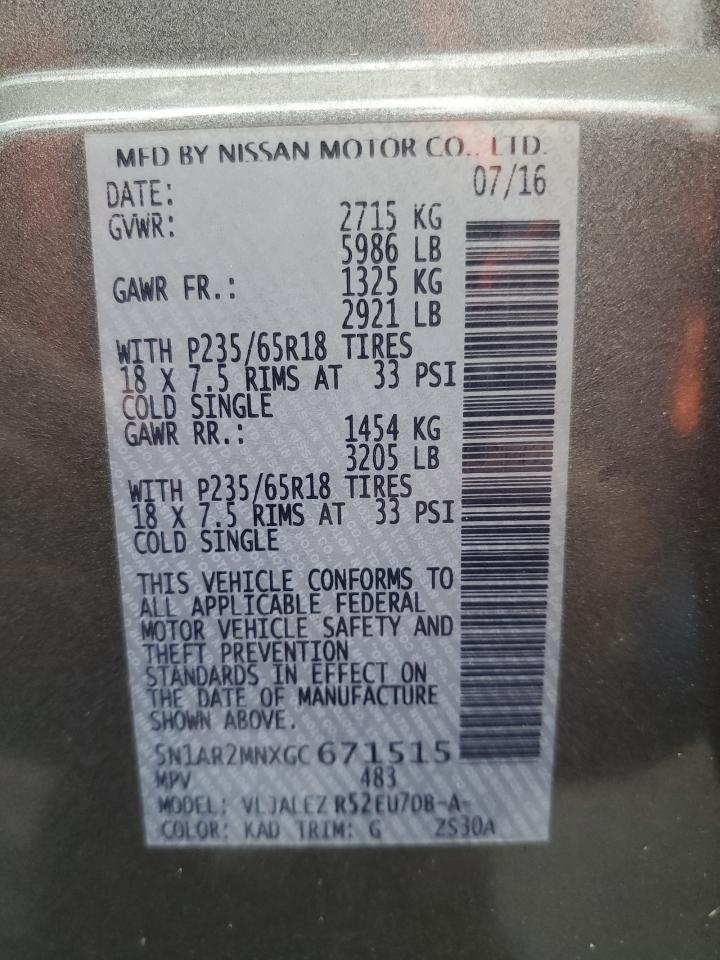 MFD BY NISSAN MOTOR CO., LTD.
DATE: 07/16
GVWR: 2715 KG
5986 LB
GAWR FR.: 1325 KG
2921 LB
WITH P235/65R18 TIRES
18 X 7.5 RIMS AT 33 PSI
COLD SINGLE
GAWR RR.: 1454 KG
3205 LB
WITH P235/65R18 TIRES
18 X 7.5 RIMS AT 33 PSI
COLD SINGLE
THIS VEHICLE CONFORMS TO
ALL APPLICABLE FEDERAL
MOTOR VEHICLE SAFETY AND
THEFT PREVENTION
STANDARDS IN EFFECT ON
THE DATE OF MANUFACTURE
SHOWN ABOVE.
5N1AR2MNXGC671515
MPV 483
MODEL: VLJALEZ R52EU7DB-A-
COLOR: KAD TRIM: G ZS30A